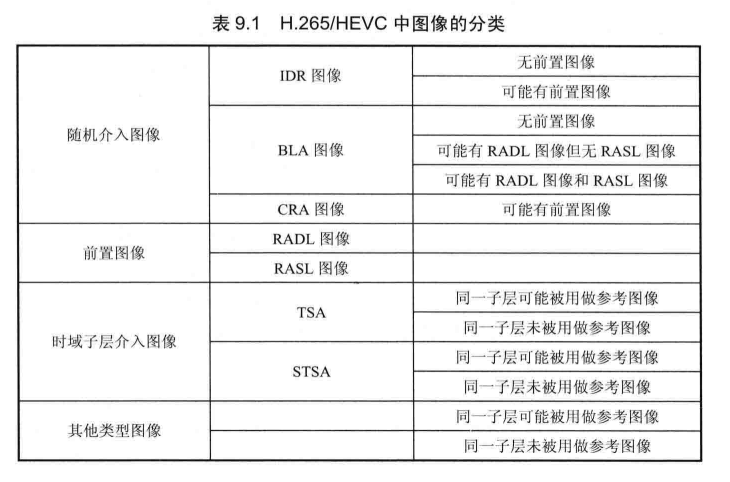 表 9.1 H.265/HEVC 中图像的分类
随机介入图像
IDR 图像
无前置图像
可能有前置图像
BLA 图像
无前置图像
可能有 RADL 图像但无 RASL 图像
可能有 RADL 图像和 RASL 图像
CRA 图像
可能有前置图像
前置图像
RADL 图像
RASL 图像
时域子层介入图像
TSA
同一子层可能被用做参考图像
同一子层未被用做参考图像
STSA
同一子层可能被用做参考图像
同一子层未被用做参考图像
其他类型图像
同一子层可能被用做参考图像
同一子层未被用做参考图像